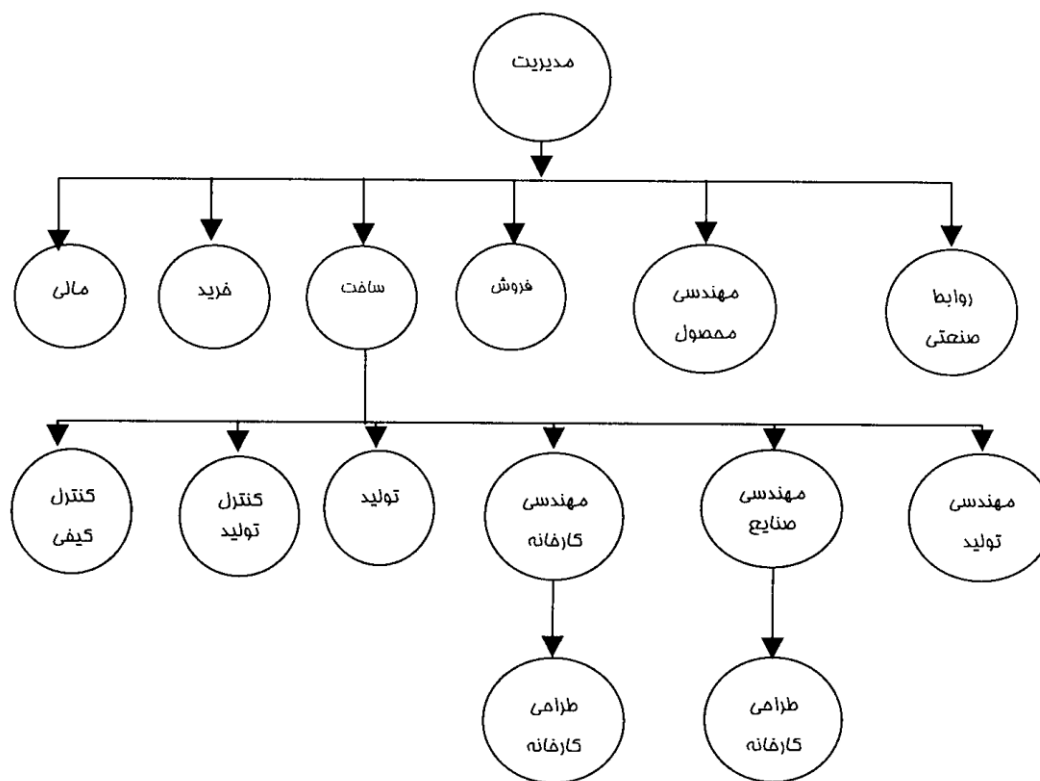 مدیریت
روابط
صنعتی
مهندسی
محصول
فروش
ساخت
خرید
مالی
مهندسی
تولید
مهندسی
صنایع
مهندسی
کارخانه
تولید
کنترل
تولید
کنترل
کیفی
طراحی
کارخانه
طراحی
کارخانه